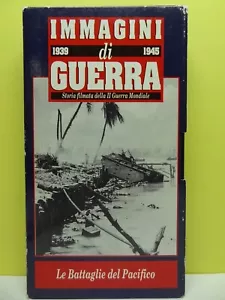 IMMAGINI
1939 di 1945
GUERRA
Storia filmata della II Guerra Mondiale
Le Battaglie del Pacifico